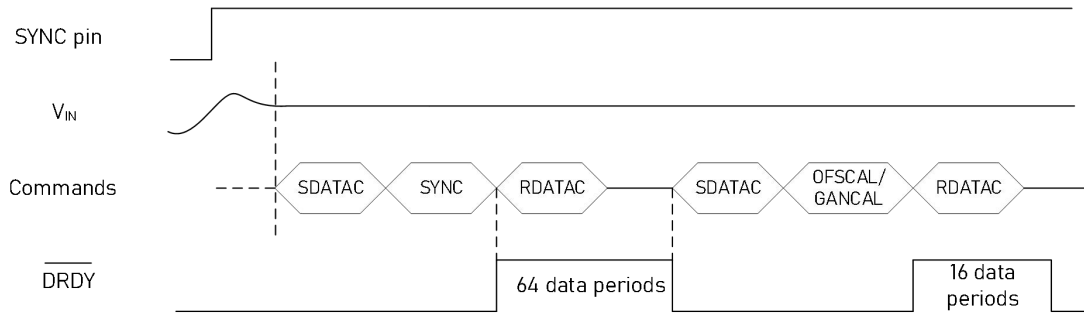 SYNC pin
VIN
Commands
SDATAC
SYNC
RDATAC
SDATAC
OFSCAL/
GANCAL
RDATAC
DRDY
64 data periods
16 data
periods